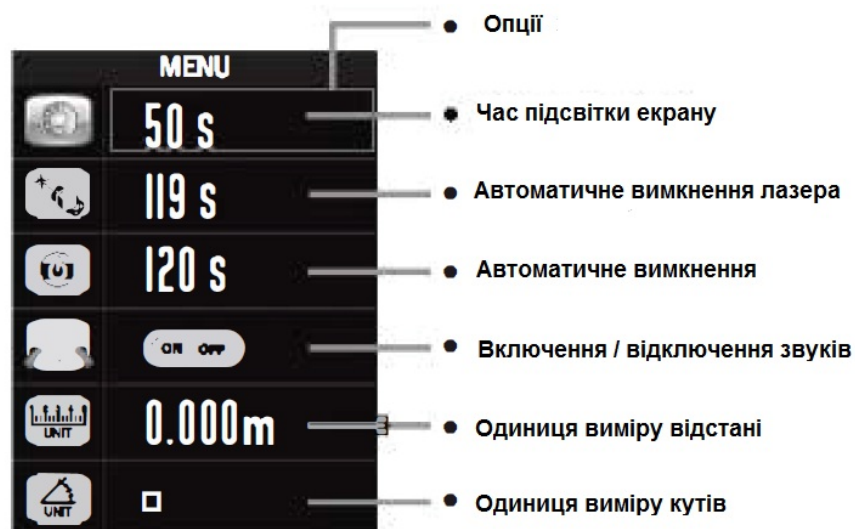 Опції
MENU
50 s
Час підсвітки екрану
119 s
Автоматичне вимкнення лазера
120 s
Автоматичне вимкнення
ON OFF
Включення / відключення звуків
UNIT
0.000m
Одиниця виміру відстані
UNIT
Одиниця виміру кутів